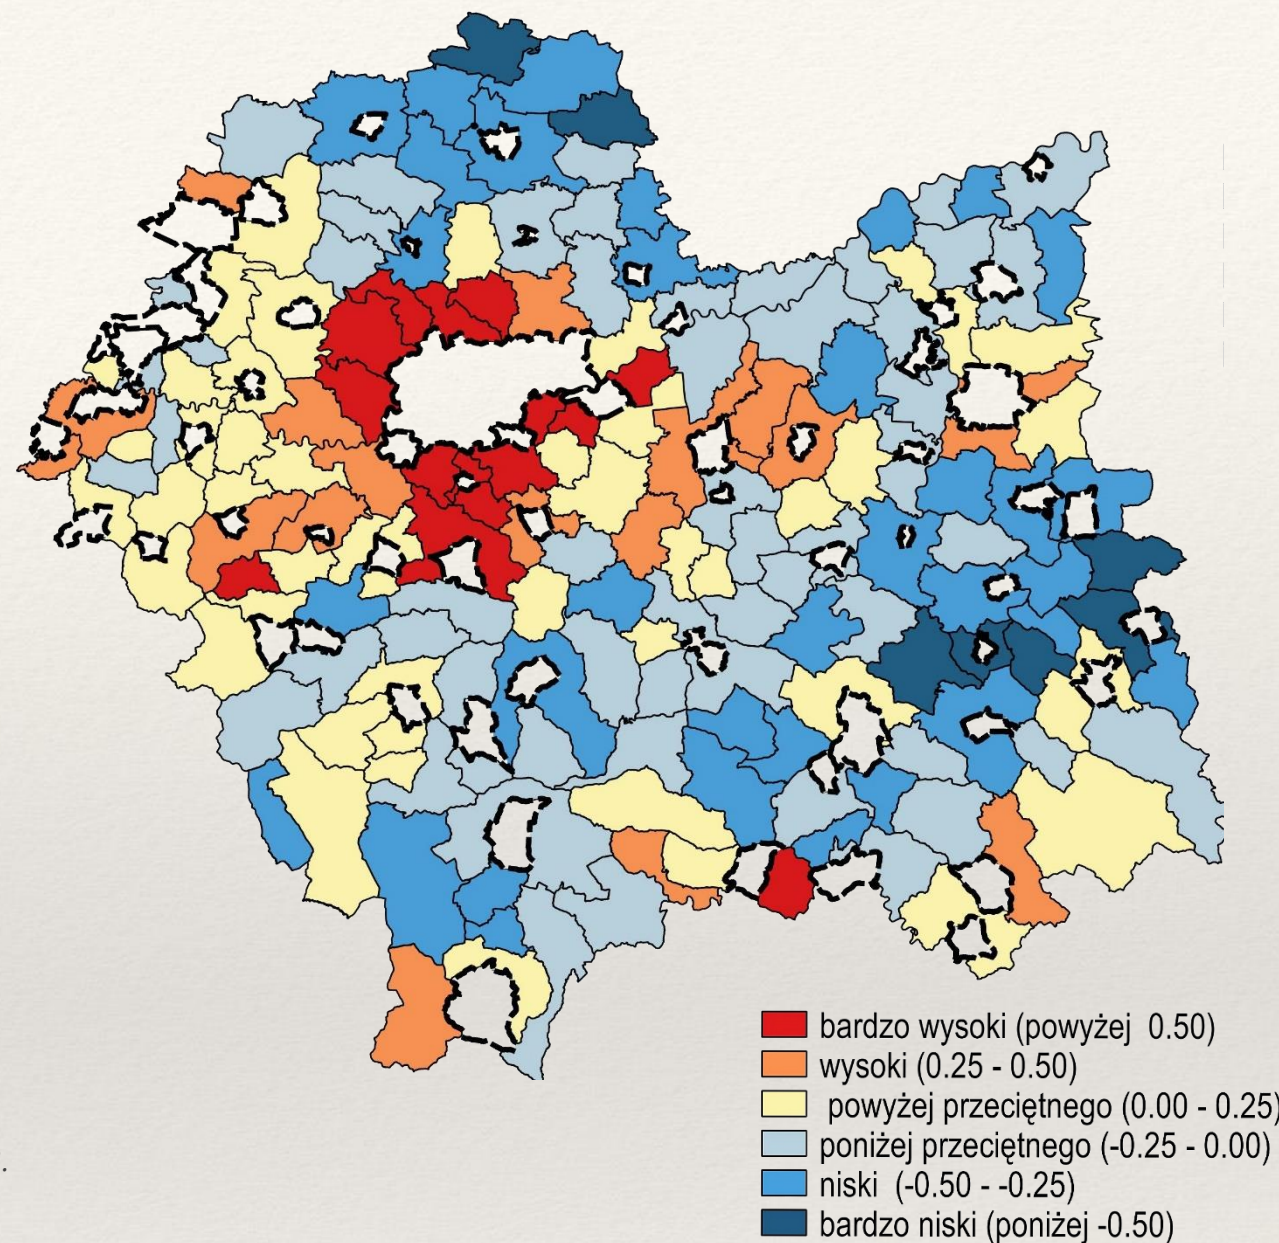 bardzo wysoki (powyżej 0.50)
wysoki (0.25 - 0.50)
powyżej przeciętnego (0.00 - 0.25)
poniżej przeciętnego (-0.25 - 0.00)
niski (-0.50 - -0.25)
bardzo niski (poniżej -0.50)